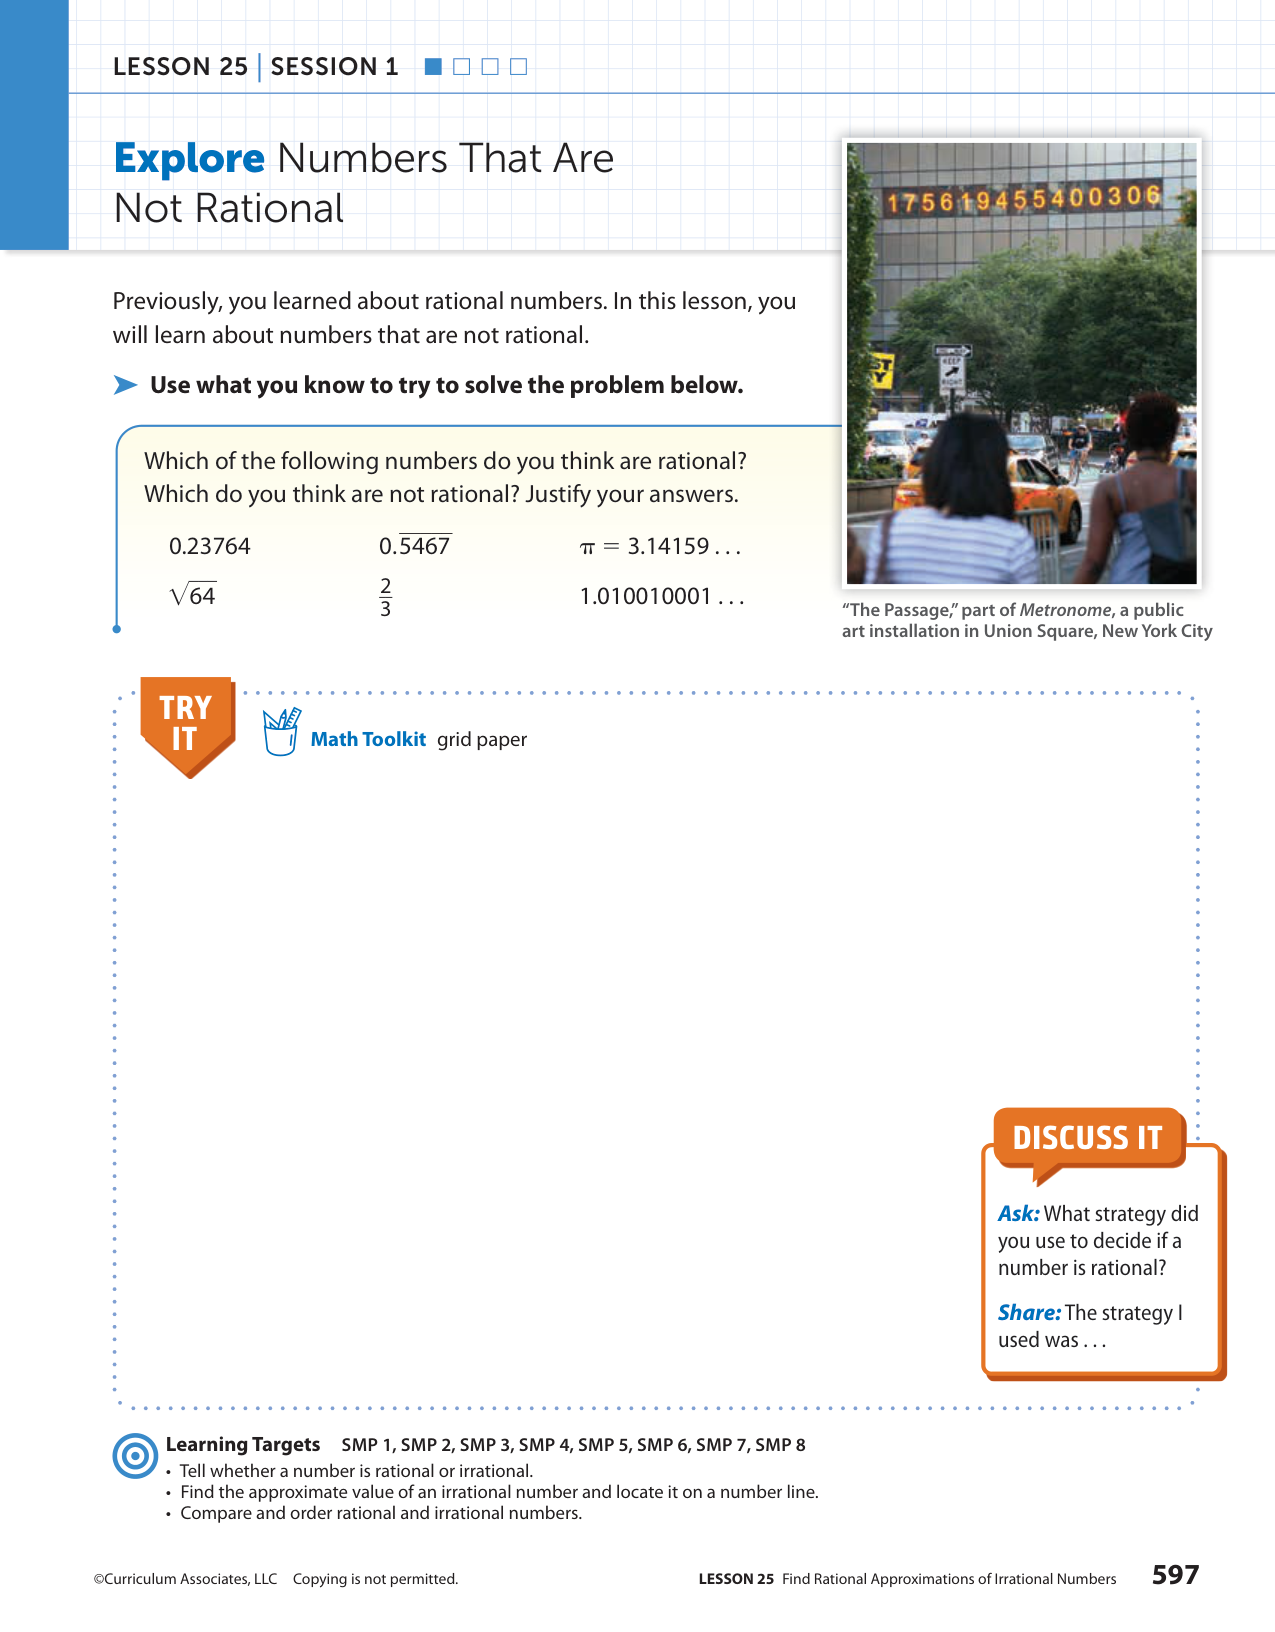 LESSON 25 | SESSION 1
Explore Numbers That Are
Not Rational
175619455400306
Previously, you learned about rational numbers. In this lesson, you
will learn about numbers that are not rational.
Use what you know to try to solve the problem below.
KEEP
RIGHT
Which of the following numbers do you think are rational?
Which do you think are not rational? Justify your answers.
0.23764 0.5̅4̅6̅7̅ π = 3.14159 . . .
√64 2/3 1.010010001 . . .
“The Passage,” part of Metronome, a public
art installation in Union Square, New York City
TRY
IT
Math Toolkit grid paper
DISCUSS IT
Ask: What strategy did
you use to decide if a
number is rational?
Share: The strategy I
used was . . .
Learning Targets SMP 1, SMP 2, SMP 3, SMP 4, SMP 5, SMP 6, SMP 7, SMP 8
• Tell whether a number is rational or irrational.
• Find the approximate value of an irrational number and locate it on a number line.
• Compare and order rational and irrational numbers.
©Curriculum Associates, LLC Copying is not permitted.
LESSON 25 Find Rational Approximations of Irrational Numbers 597